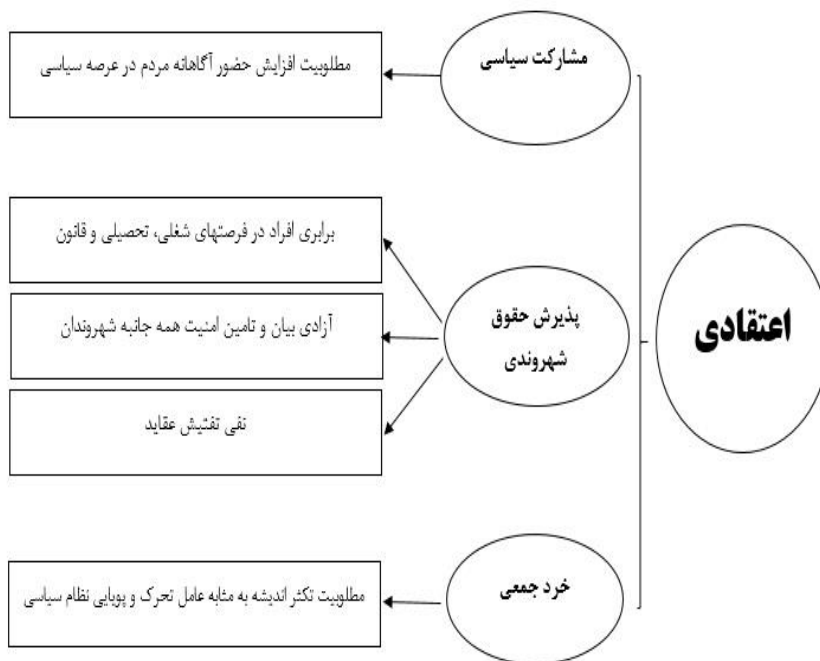 اعتقادی
مشارکت سیاسی
مطلوبیت افزایش حضور آگاهانه مردم در عرصه سیاسی
پذیرش حقوق
شهروندی
برابری افراد در فرصتهای شغلی، تحصیلی و قانون
آزادی بیان و تامین امنیت همه جانبه شهروندان
نفی تفتیش عقاید
خرد جمعی
مطلوبیت تکثر اندیشه به مثابه عامل تحرک و پویایی نظام سیاسی